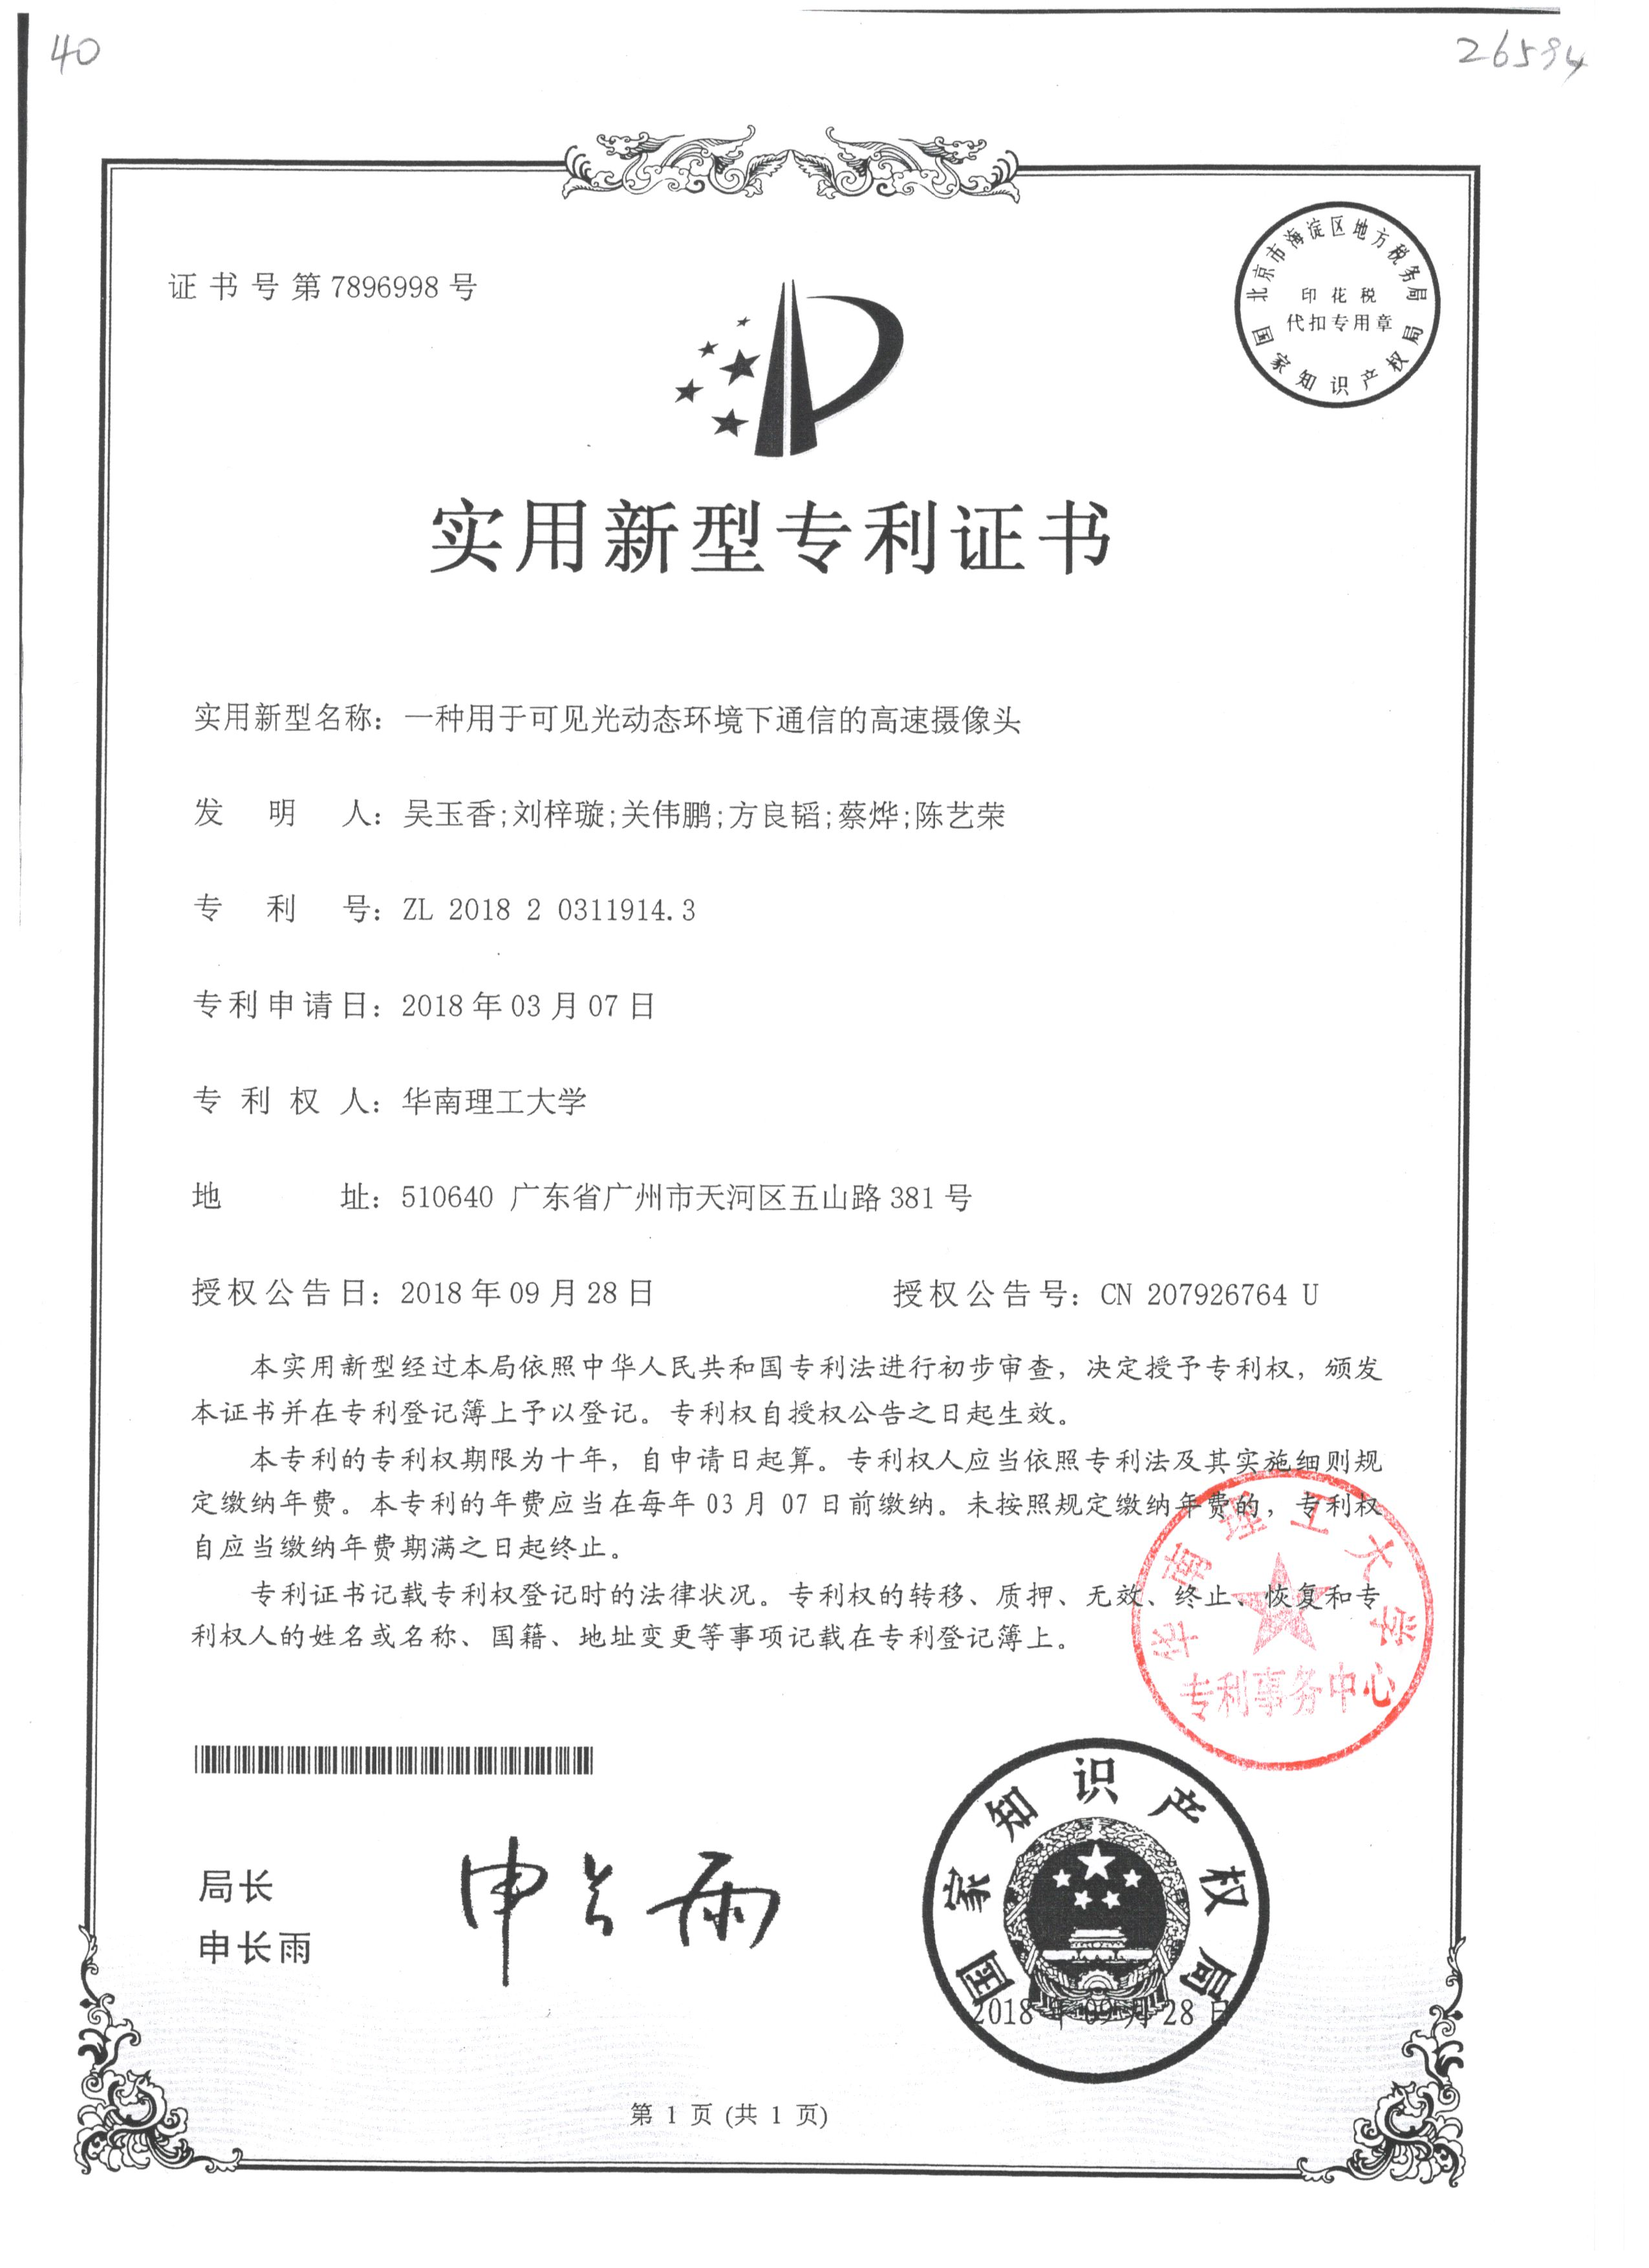 40
26594
证书号第7896998号
北京市海淀区地方税务局
印花税
代扣专用章
国家知识产权局
实用新型专利证书
实用新型名称：一种用于可见光动态环境下通信的高速摄像头
发明人：吴玉香;刘梓璇;关伟鹏;方良韬;蔡烨;陈艺荣
专利号：ZL 2018 2 0311914.3
专利申请日：2018年03月07日
专利权人：华南理工大学
地址：510640 广东省广州市天河区五山路381号
授权公告日：2018年09月28日 授权公告号：CN 207926764 U
本实用新型经过本局依照中华人民共和国专利法进行初步审查，决定授予专利权，颁发
本证书并在专利登记簿上予以登记。专利权自授权公告之日起生效。
本专利的专利权期限为十年，自申请日起算。专利权人应当依照专利法及其实施细则规
定缴纳年费。本专利的年费应当在每年03月07日前缴纳。未按照规定缴纳年费的，专利权
自应当缴纳年费期满之日起终止。
专利证书记载专利权登记时的法律状况。专利权的转移、质押、无效、终止、恢复和专
利权人的姓名或名称、国籍、地址变更等事项记载在专利登记簿上。
华南理工大学
专利事务中心
局长
申长雨
申长雨
国家知识产权局
2018年09月28日
第1页(共1页)